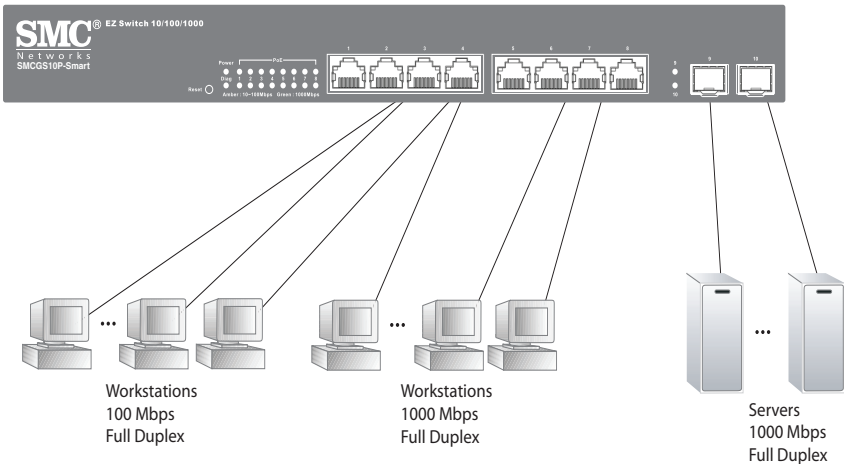 SMC® EZ Switch 10/100/1000
Networks
SMCGS10P-Smart
Power PoE
Diag 1 2 3 4 5 6 7 8
Reset
Amber : 10~100Mbps Green : 1000Mbps
1 2 3 4 5 6 7 8
9
10
9 10
...
...
...
Workstations
100 Mbps
Full Duplex
Workstations
1000 Mbps
Full Duplex
Servers
1000 Mbps
Full Duplex